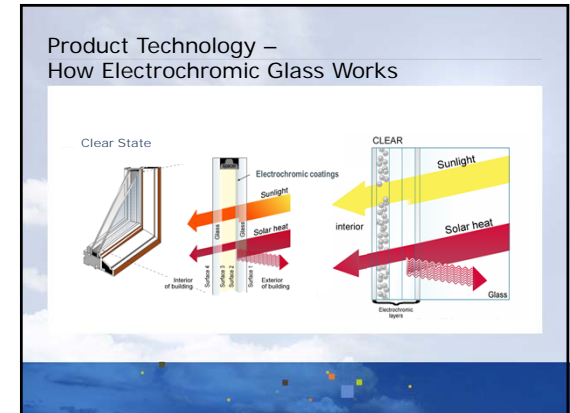 Product Technology –
How Electrochromic Glass Works
Clear State
Electrochromic coatings
Sunlight
Glass
Glass
Solar heat
Interior
of building
Surface 4
Surface 3
Surface 2
Surface 1
Exterior
of building
CLEAR
Sunlight
interior
Solar heat
Glass
Electrochromic
layers